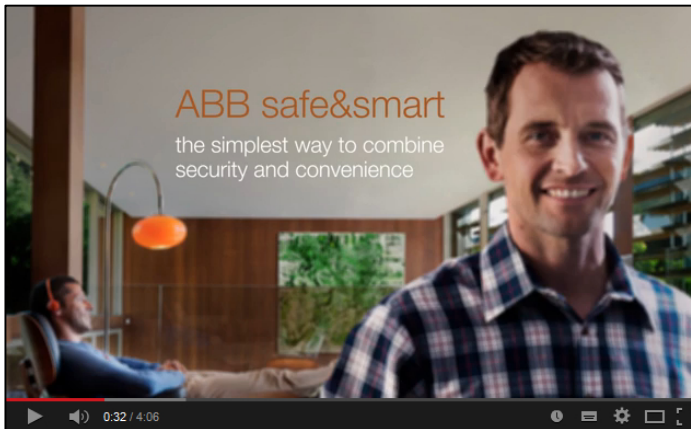 ABB safe&smart
the simplest way to combine
security and convenience
0:32 / 4:06